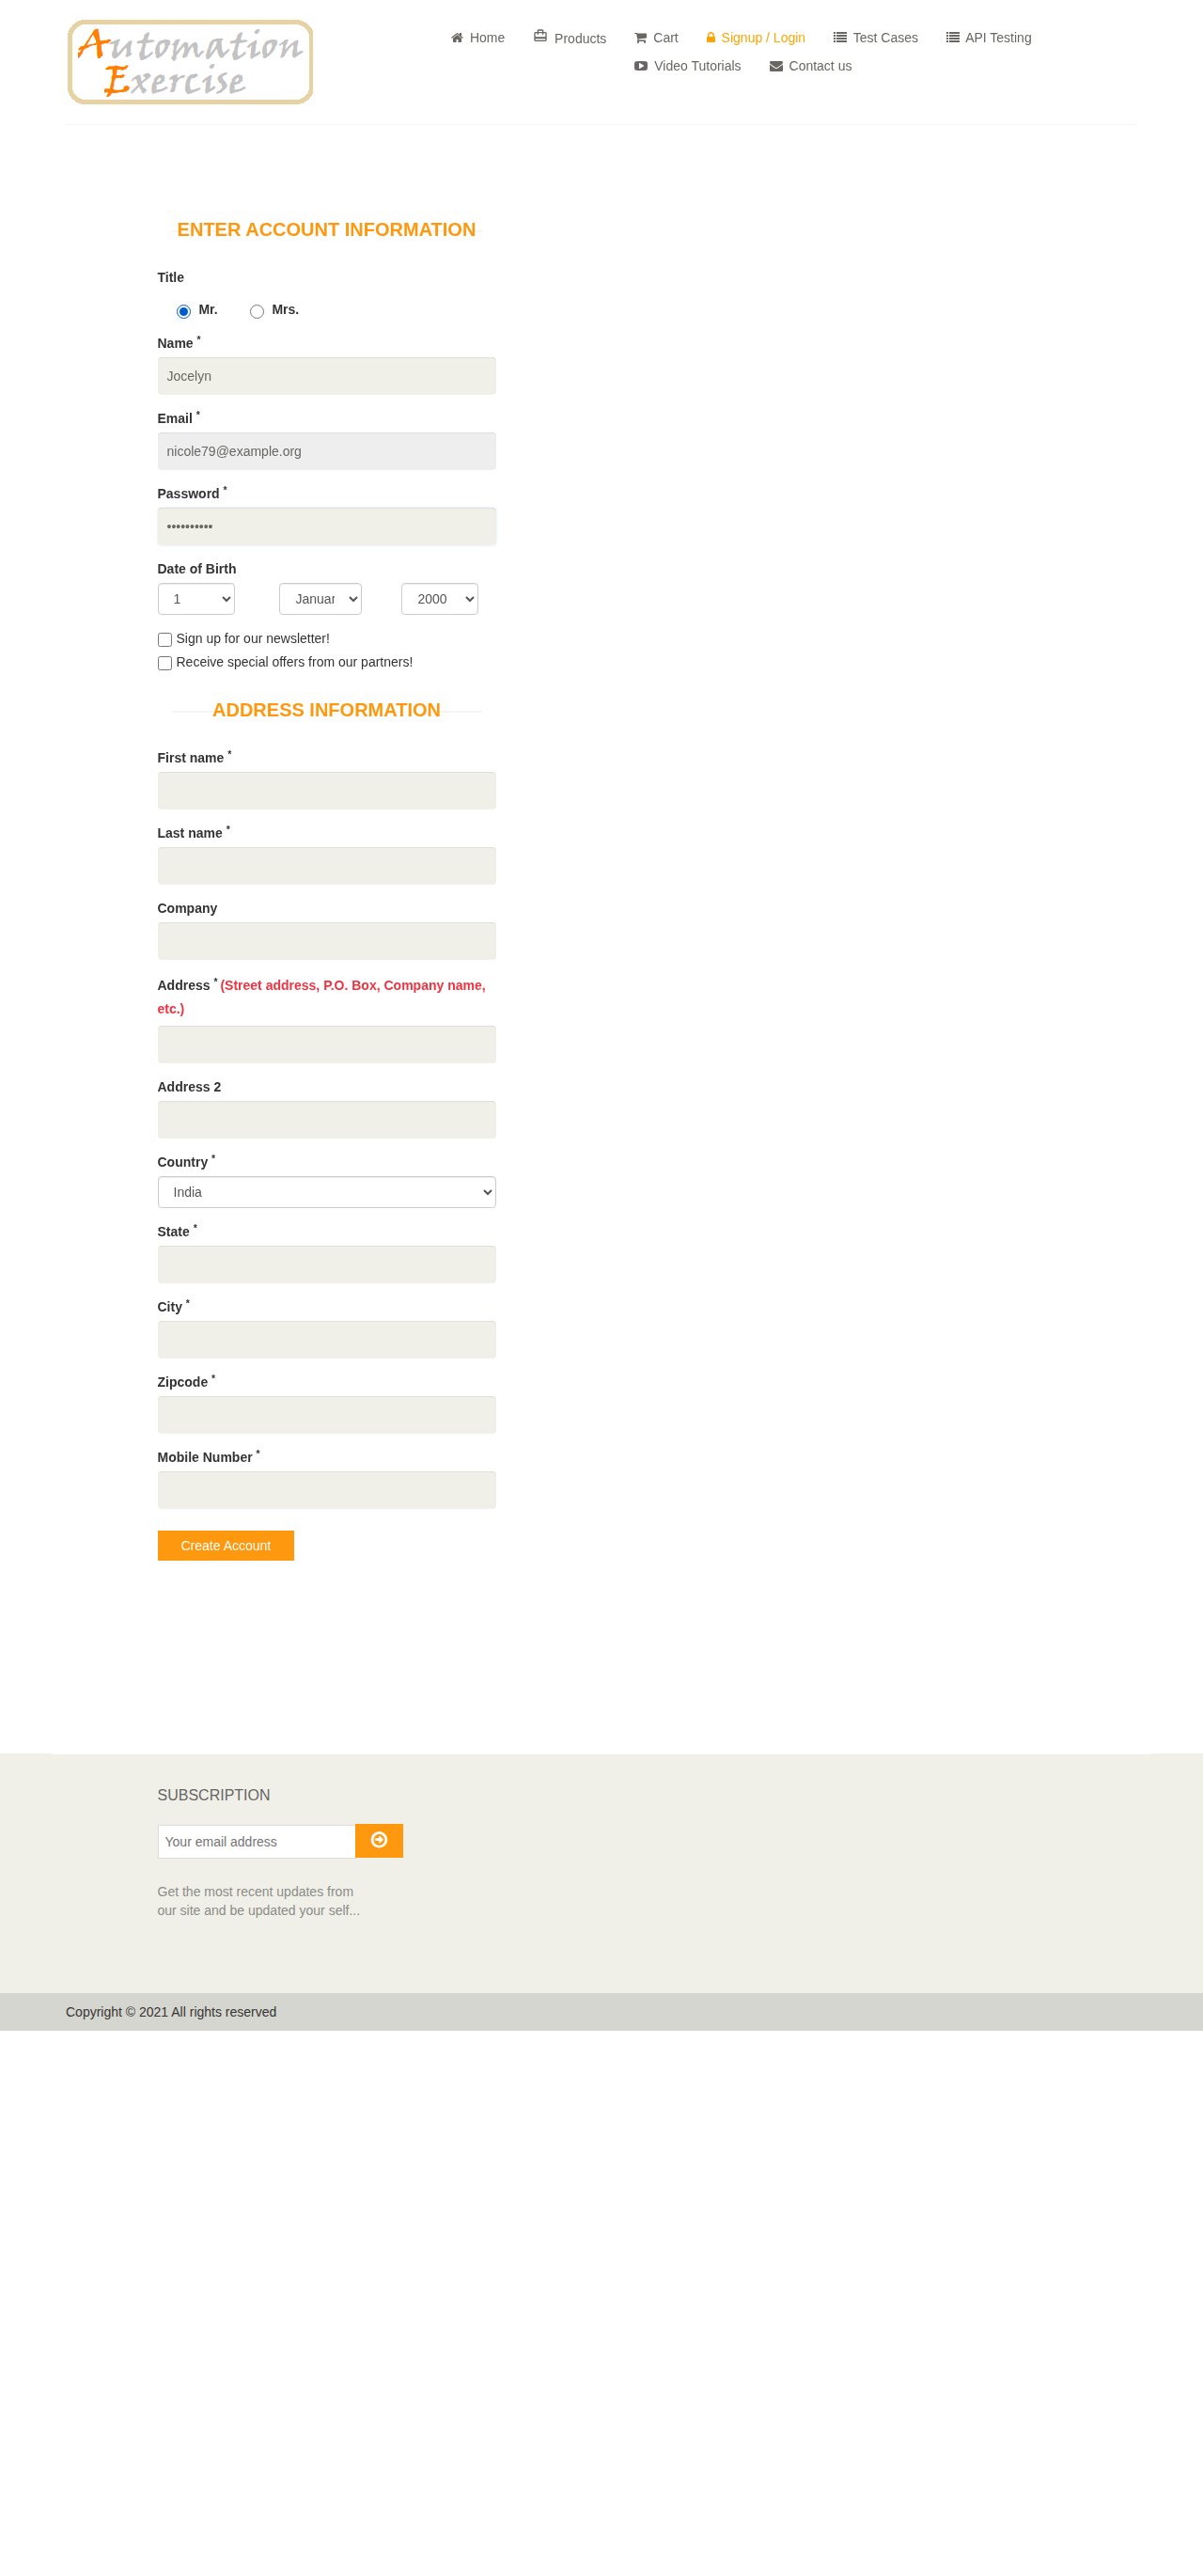 Automation
Exercise
Home Products Cart Signup / Login Test Cases API Testing
Video Tutorials Contact us
ENTER ACCOUNT INFORMATION
Title
Mr. Mrs.
Name *
Jocelyn
Email *
nicole79@example.org
Password *
••••••••••
Date of Birth
1 Januar 2000
Sign up for our newsletter!
Receive special offers from our partners!
ADDRESS INFORMATION
First name *
Last name *
Company
Address * (Street address, P.O. Box, Company name,
etc.)
Address 2
Country *
India
State *
City *
Zipcode *
Mobile Number *
Create Account
SUBSCRIPTION
Your email address
Get the most recent updates from
our site and be updated your self...
Copyright © 2021 All rights reserved